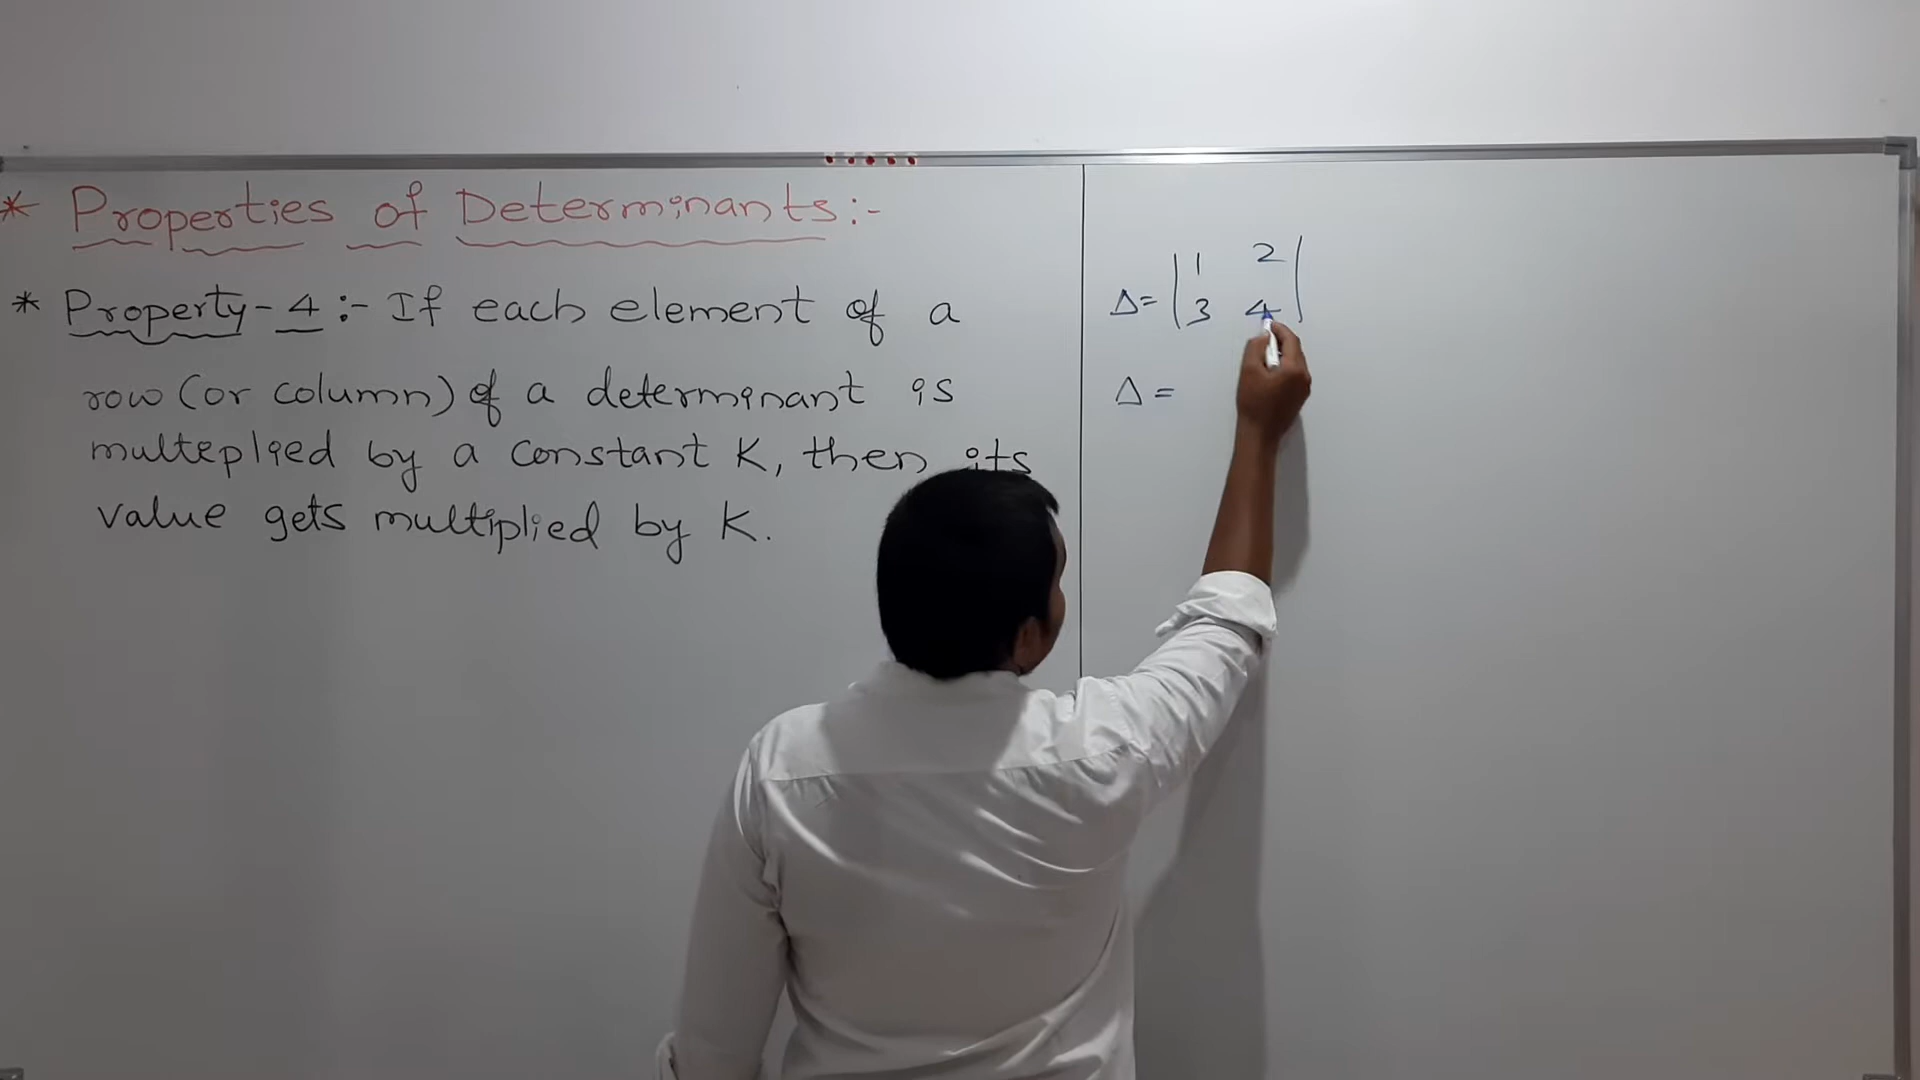 * Properties of Determinants:-
* Property-4 :- If each element of a
row (or column) of a determinant is
multeplied by a constant K, then its
value gets multiplied by K.
Δ = | 1 2 |
| 3 4 |
Δ =